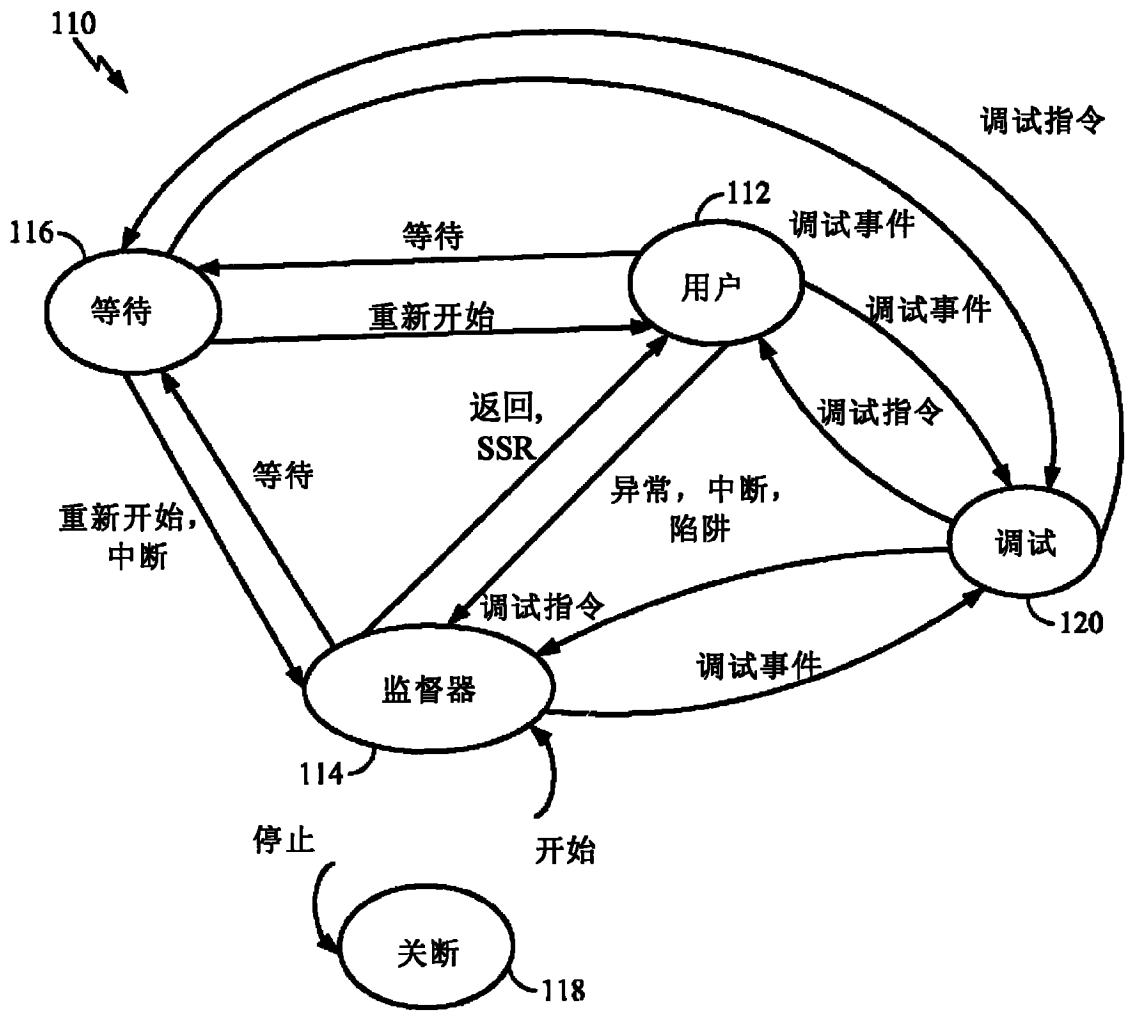 110
调试指令
112
116
等待
调试事件
用户
等待
调试事件
重新开始
返回,
SSR
调试指令
等待
异常，中断，
陷阱
重新开始，
中断
调试
调试指令
120
调试事件
监督器
114
停止
开始
关断
118